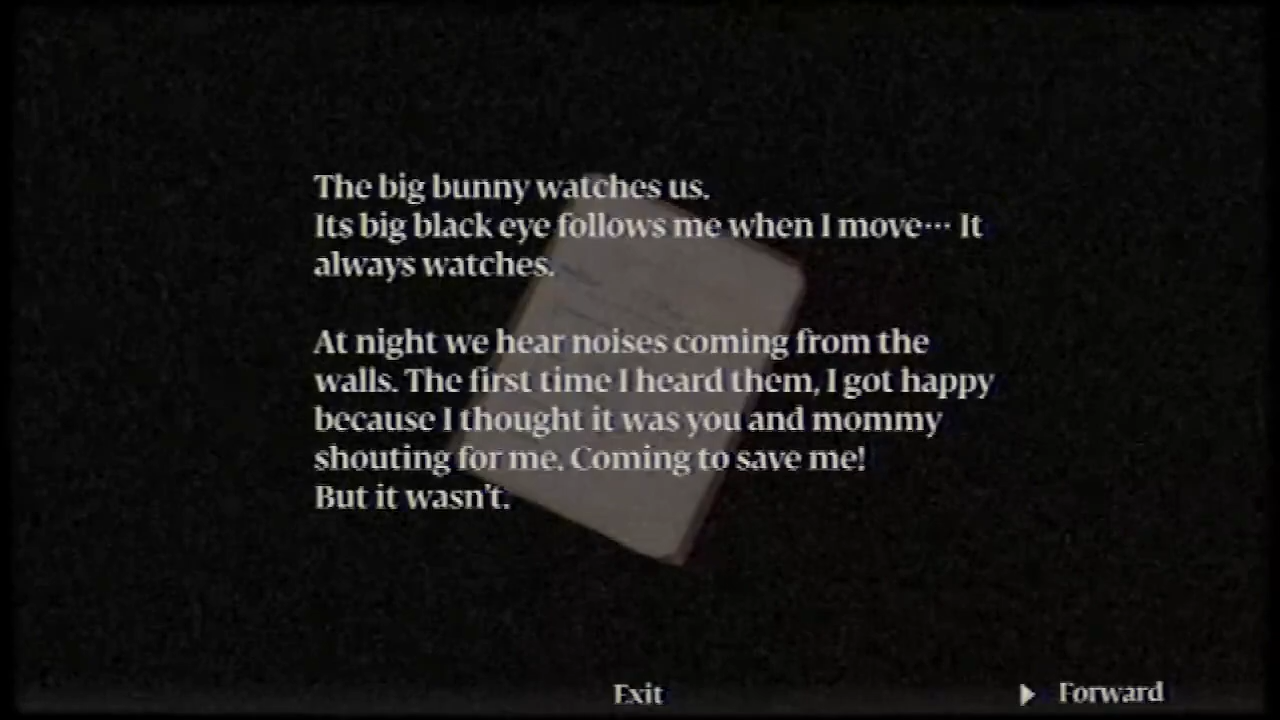 The big bunny watches us.
Its big black eye follows me when I move··· It
always watches.
At night we hear noises coming from the
walls. The first time I heard them, I got happy
because I thought it was you and mommy
shouting for me. Coming to save me!
But it wasn't.
Exit
Forward